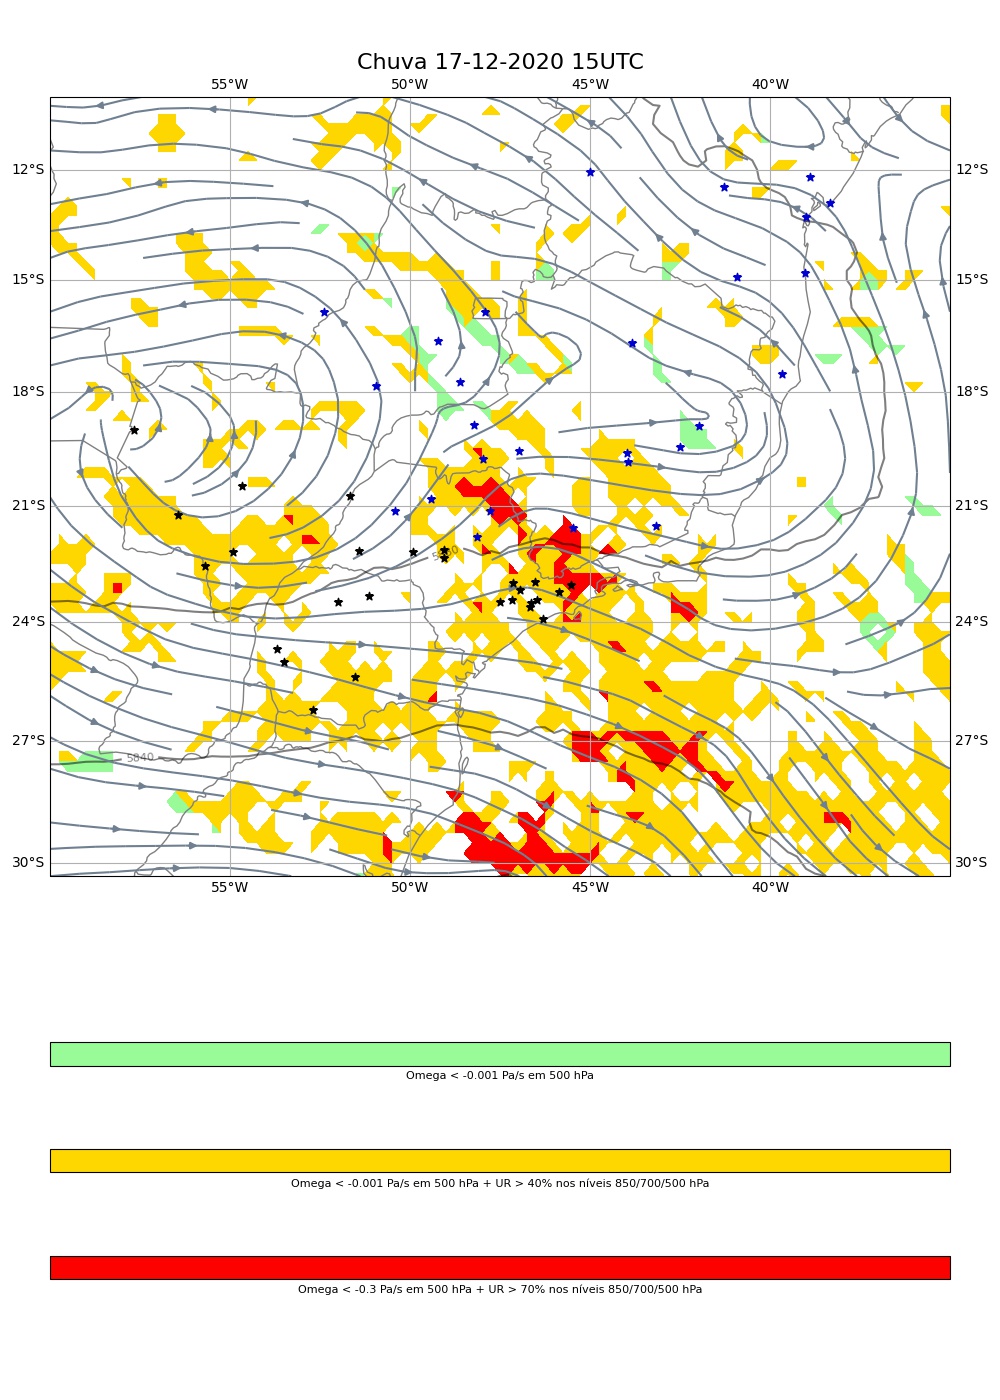 Chuva 17-12-2020 15UTC
55°W 50°W 45°W 40°W
12°S 12°S
15°S 15°S
18°S 18°S
21°S 21°S
24°S 24°S
27°S 27°S
5840
30°S 30°S
55°W 50°W 45°W 40°W
Omega < -0.001 Pa/s em 500 hPa
Omega < -0.001 Pa/s em 500 hPa + UR > 40% nos níveis 850/700/500 hPa
Omega < -0.3 Pa/s em 500 hPa + UR > 70% nos níveis 850/700/500 hPa